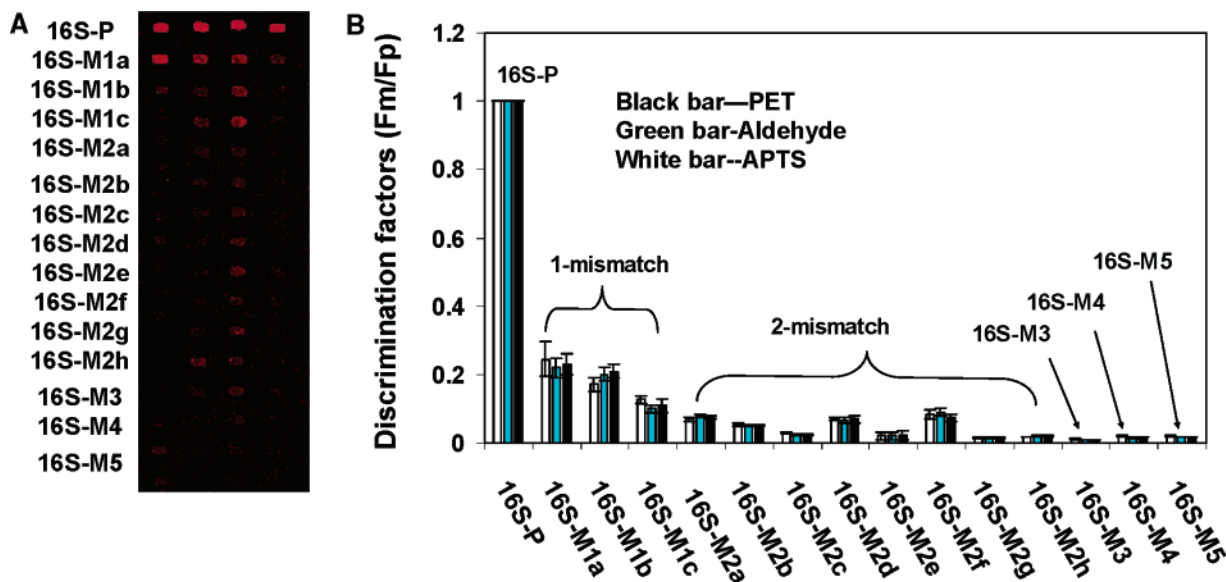 A
16S-P
16S-M1a
16S-M1b
16S-M1c
16S-M2a
16S-M2b
16S-M2c
16S-M2d
16S-M2e
16S-M2f
16S-M2g
16S-M2h
16S-M3
16S-M4
16S-M5
B
Discrimination factors (Fm/Fp)
1.2
1
0.8
0.6
0.4
0.2
0
16S-P
Black bar—PET
Green bar-Aldehyde
White bar--APTS
1-mismatch
2-mismatch
16S-M3
16S-M4
16S-M5
16S-P
16S-M1a
16S-M1b
16S-M1c
16S-M2a
16S-M2b
16S-M2c
16S-M2d
16S-M2e
16S-M2f
16S-M2g
16S-M2h
16S-M3
16S-M4
16S-M5